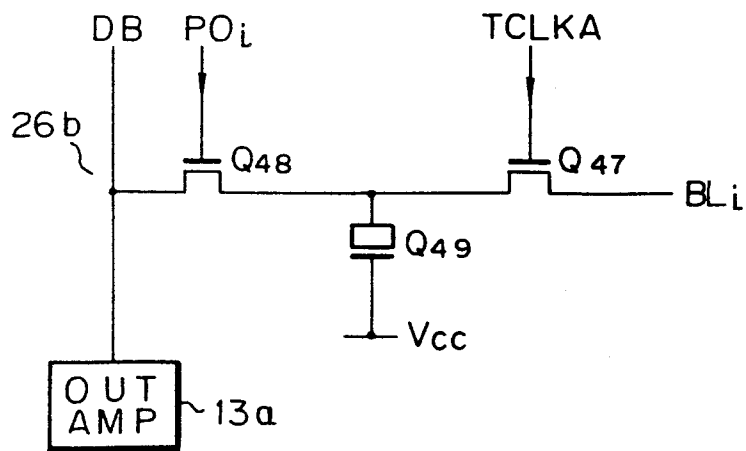 DB POi TCLKA
26b
Q48 Q47
BLi
Q49
Vcc
OUT
AMP
13a